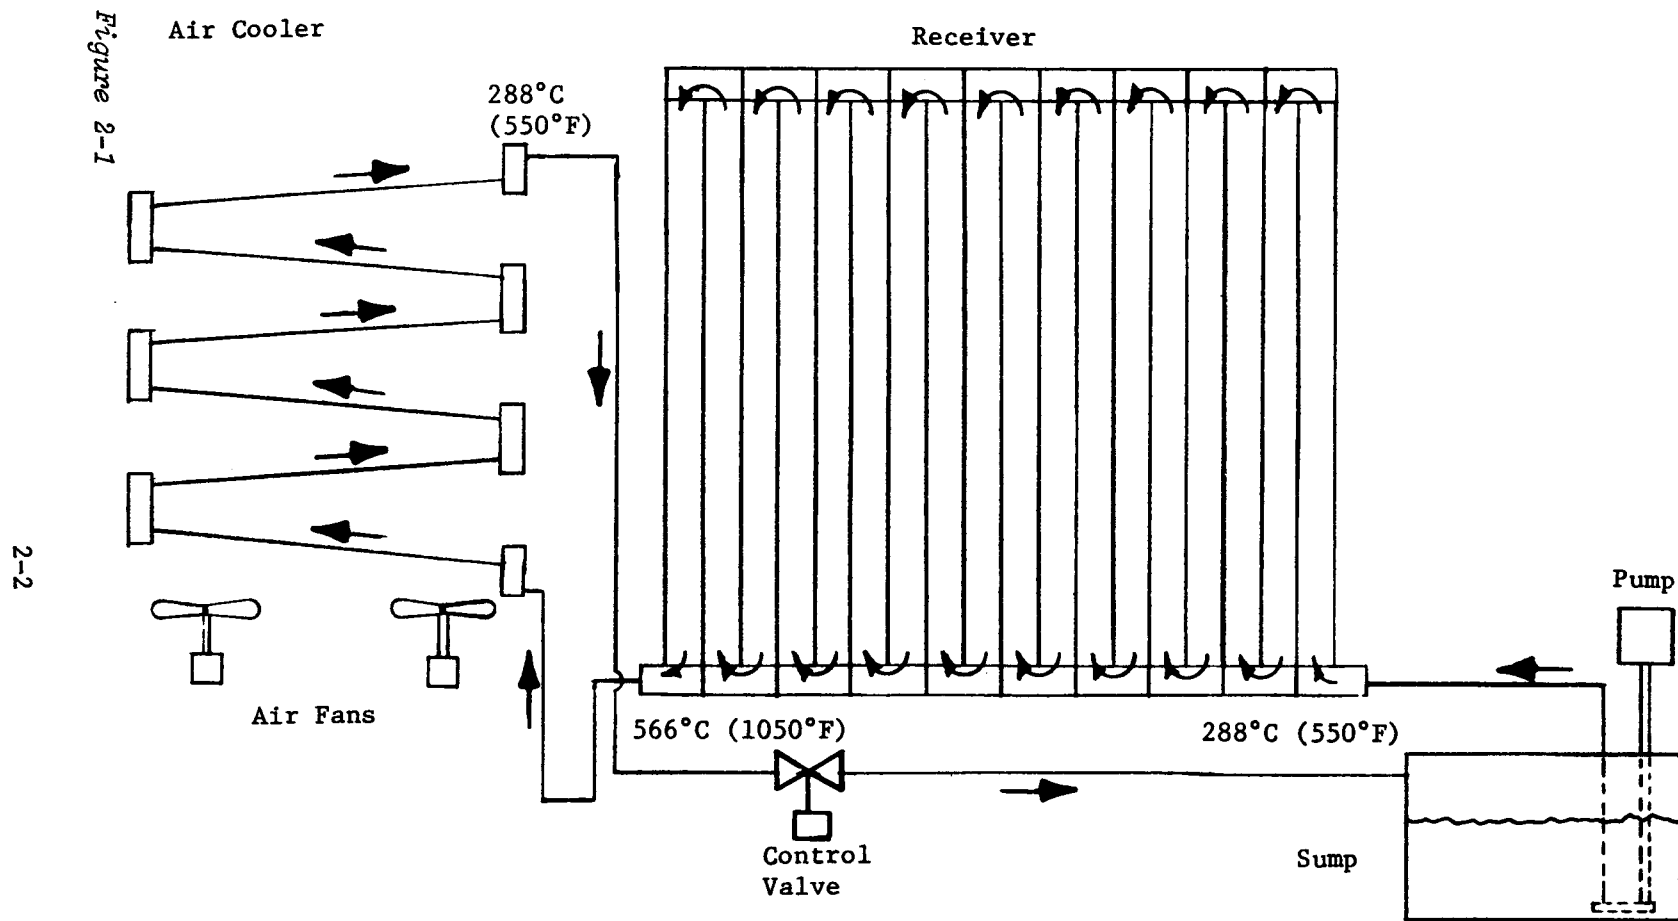 Figure 2-1
Air Cooler
Receiver
288°C
(550°F)
2-2
Pump
Air Fans
566°C (1050°F)
288°C (550°F)
Control
Valve
Sump